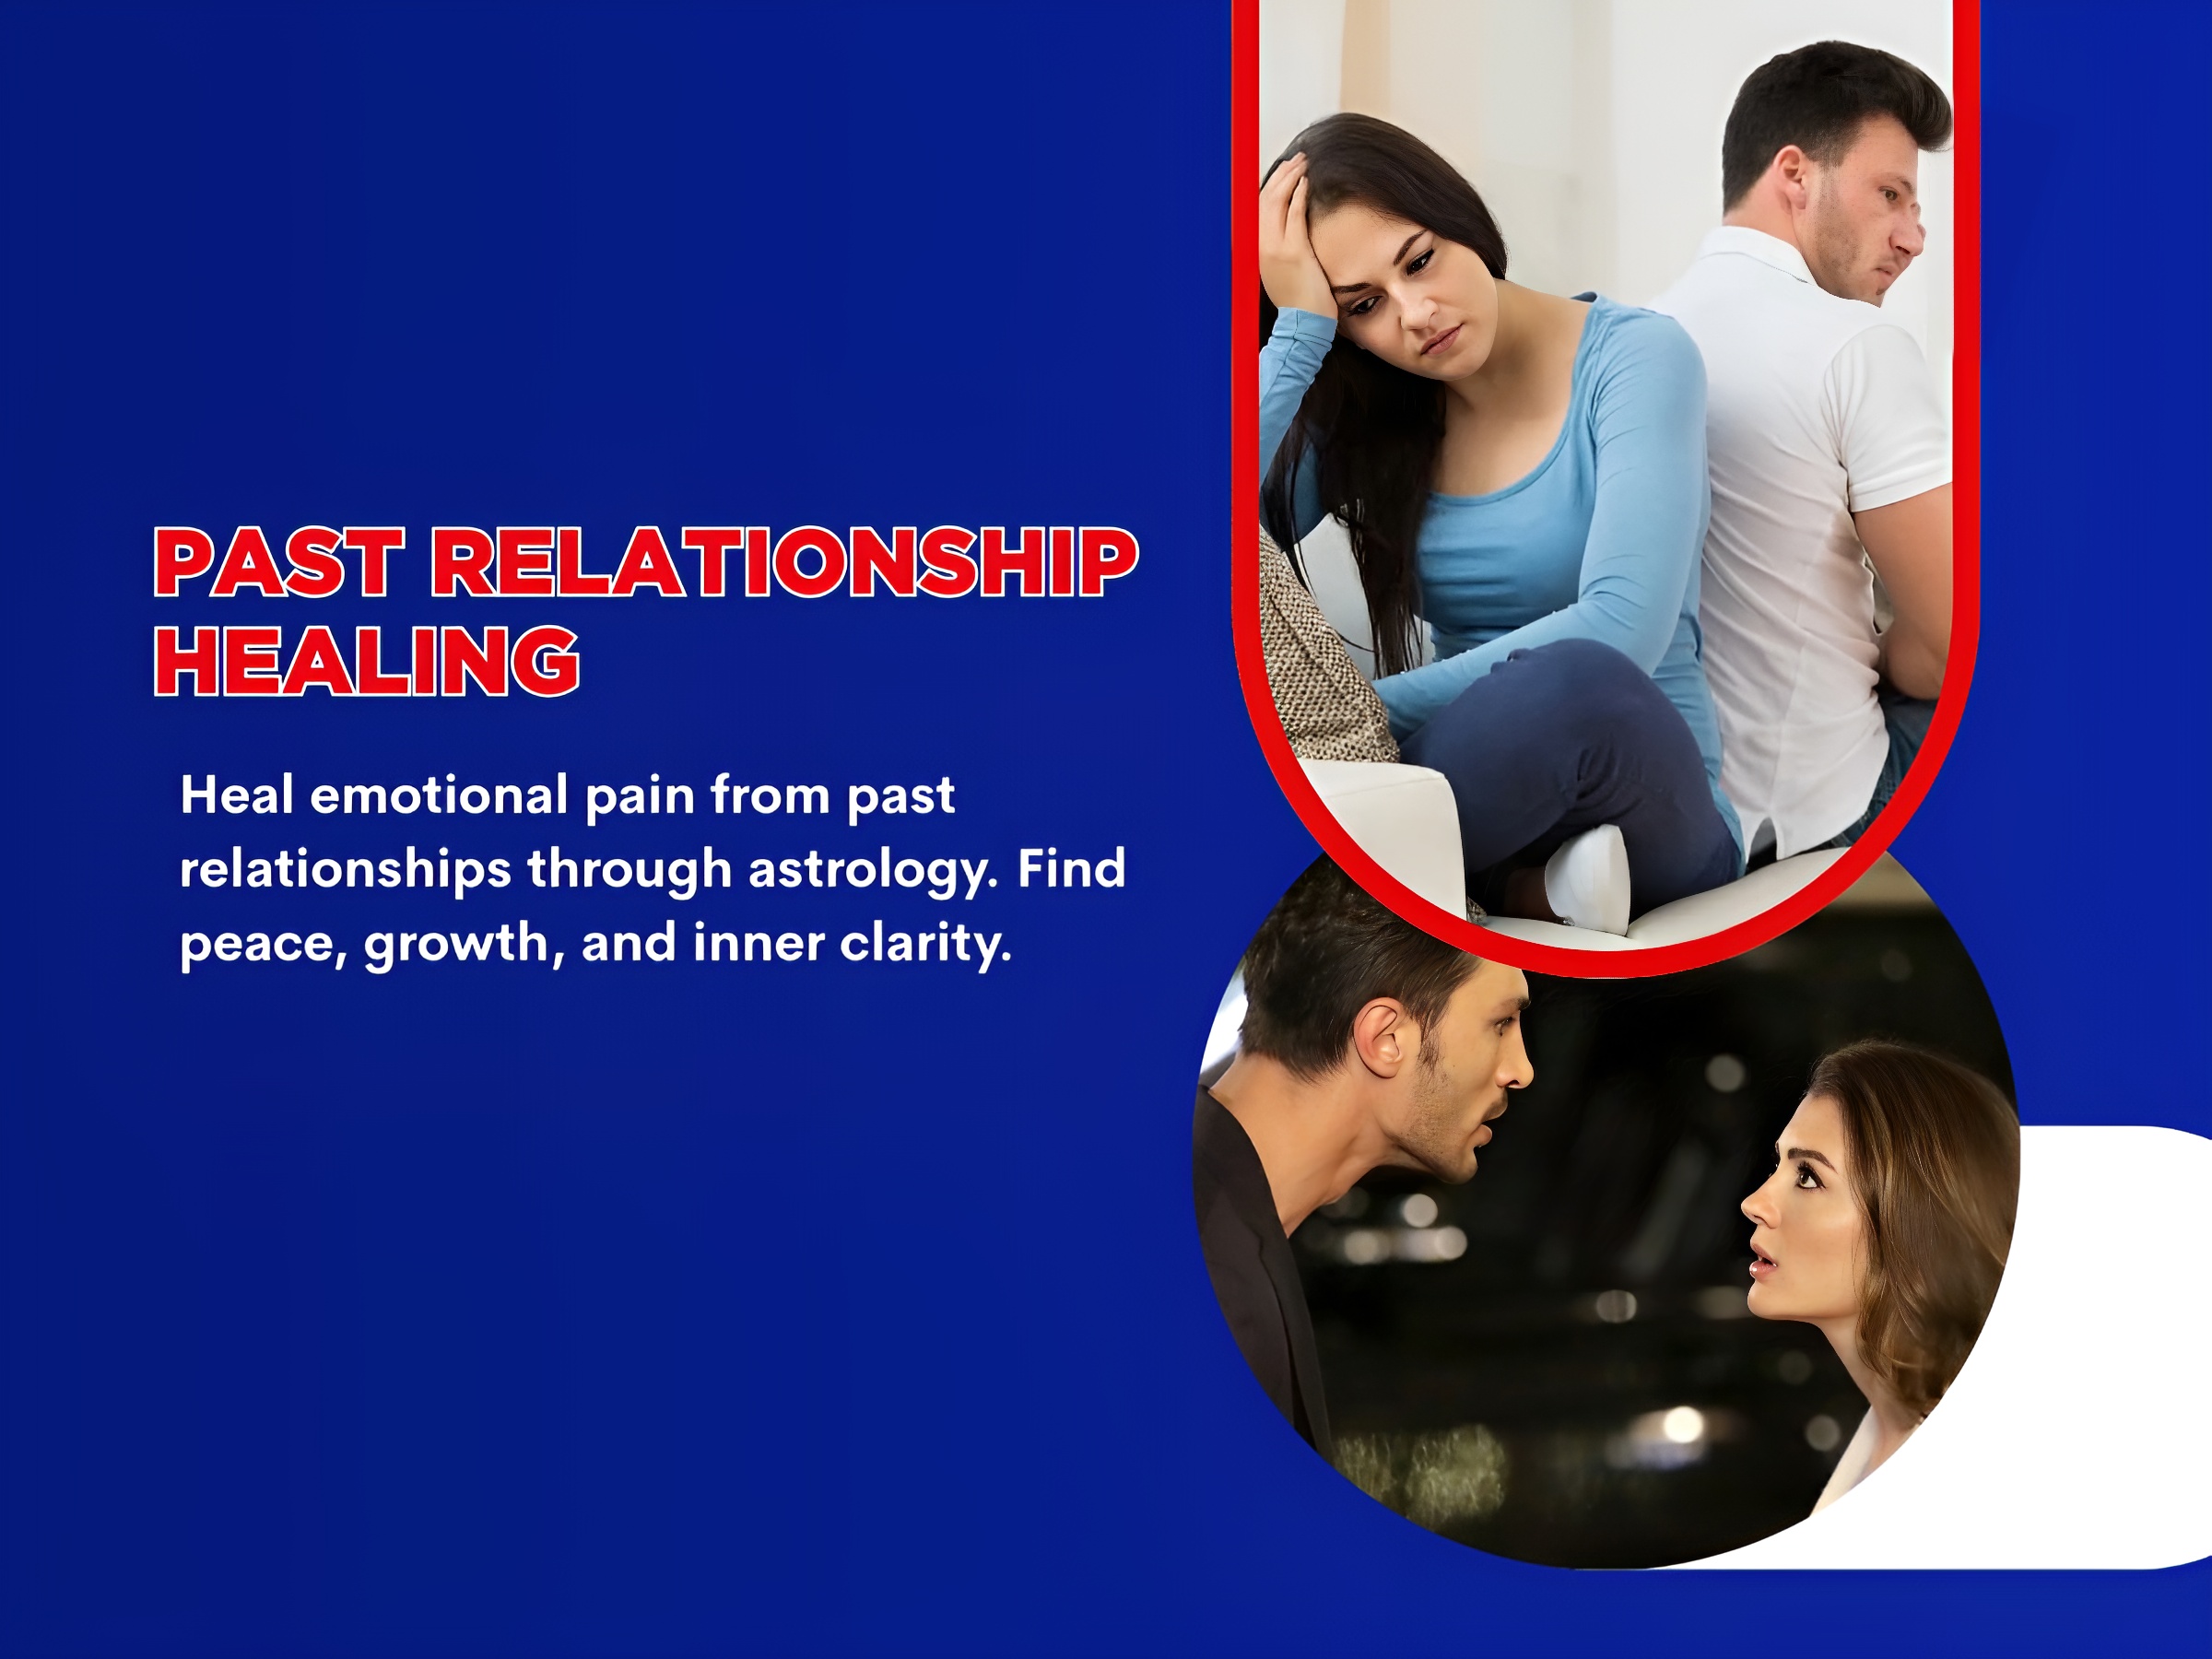 PAST RELATIONSHIP
HEALING
Heal emotional pain from past
relationships through astrology. Find
peace, growth, and inner clarity.